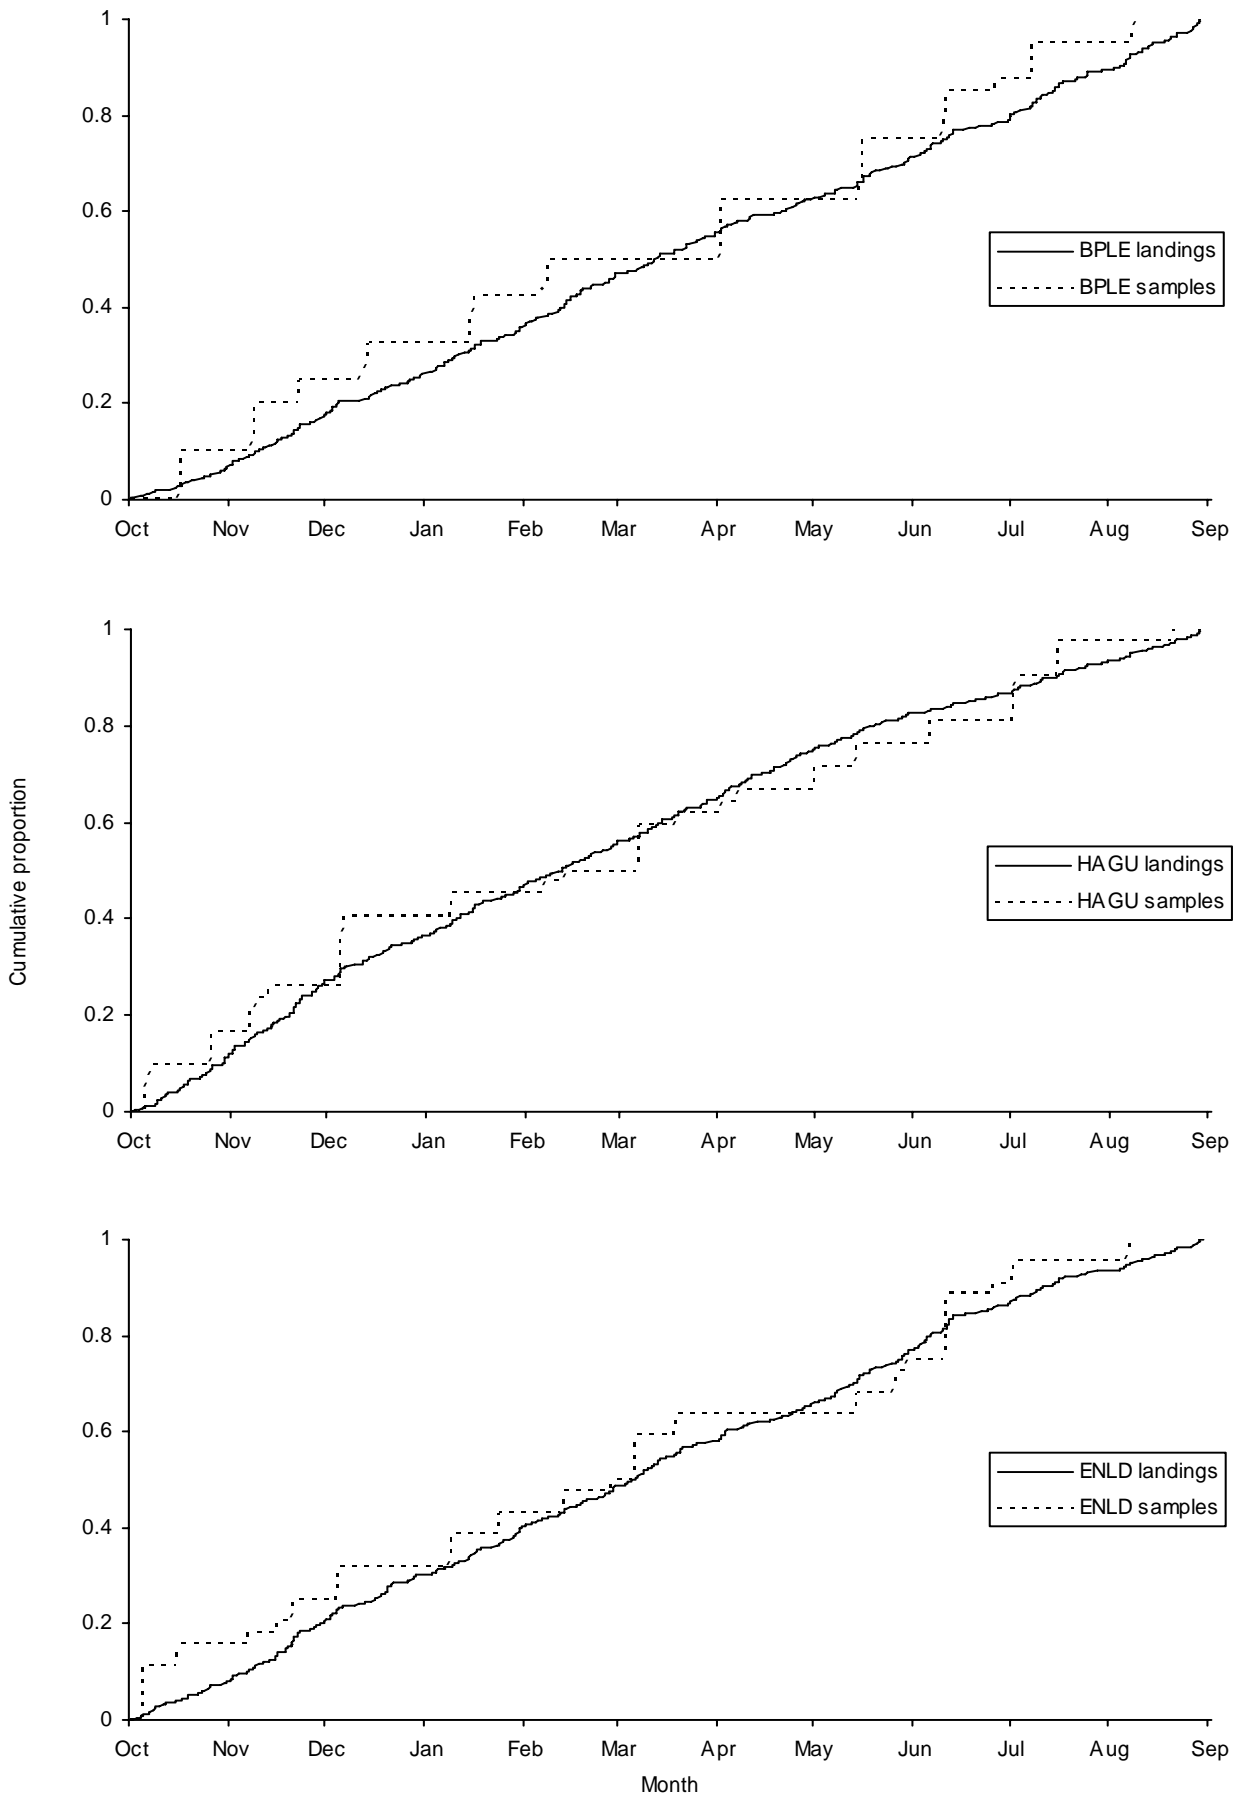 1
0.8
0.6
0.4
0.2
0
Oct Nov Dec Jan Feb Mar Apr May Jun Jul Aug Sep
BPLE landings
BPLE samples
Cumulative proportion
1
0.8
0.6
0.4
0.2
0
Oct Nov Dec Jan Feb Mar Apr May Jun Jul Aug Sep
HAGU landings
HAGU samples
1
0.8
0.6
0.4
0.2
0
Oct Nov Dec Jan Feb Mar Apr May Jun Jul Aug Sep
ENLD landings
ENLD samples
Month